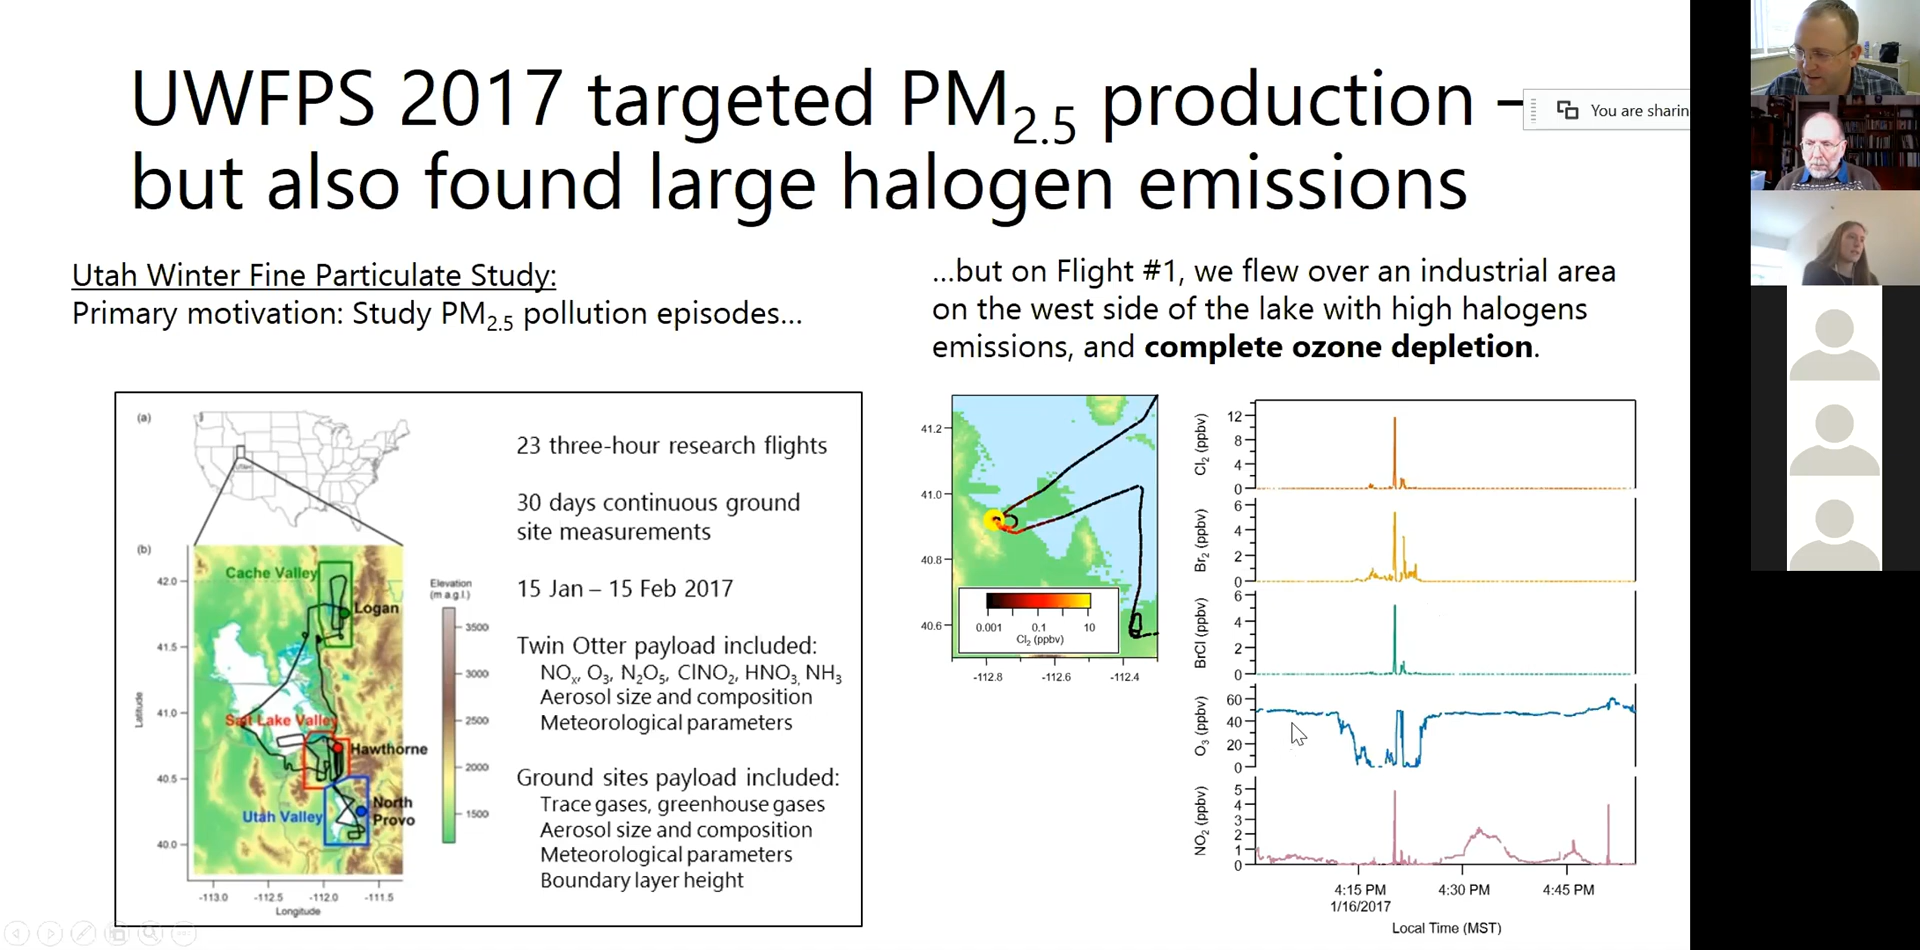 UWFPS 2017 targeted PM2.5 production –
but also found large halogen emissions
You are sharin
Utah Winter Fine Particulate Study:
Primary motivation: Study PM2.5 pollution episodes...
...but on Flight #1, we flew over an industrial area
on the west side of the lake with high halogens
emissions, and complete ozone depletion.
(a)
(b)
Cache Valley
Logan
Salt Lake Valley
Hawthorne
Utah Valley
North
Provo
42.0
41.5
41.0
40.5
40.0
Latitude
-113.0 -112.5 -112.0 -111.5
Longitude
Elevation
(m a.g.l.)
3500
3000
2500
2000
1500
23 three-hour research flights
30 days continuous ground
site measurements
15 Jan – 15 Feb 2017
Twin Otter payload included:
NOx, O3, N2O5, ClNO2, HNO3, NH3
Aerosol size and composition
Meteorological parameters
Ground sites payload included:
Trace gases, greenhouse gases
Aerosol size and composition
Meteorological parameters
Boundary layer height
41.2
41.0
40.8
40.6
0.001 0.1 10
Cl2 (ppbv)
-112.8 -112.6 -112.4
Cl2 (ppbv)
12
8
4
0
Br2 (ppbv)
6
4
2
0
BrCl (ppbv)
6
4
2
0
O3 (ppbv)
60
40
20
0
NO2 (ppbv)
5
4
3
2
1
0
4:15 PM 4:30 PM 4:45 PM
1/16/2017
Local Time (MST)